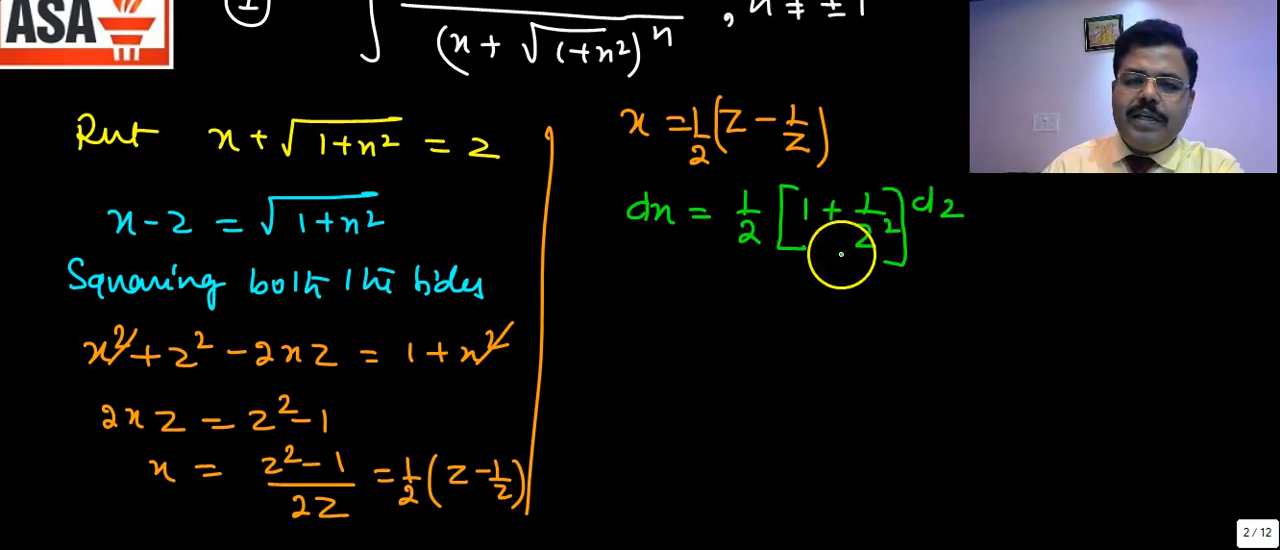 ASA
① ∫ ――― / (x + √(1+x²))ⁿ , n ≠ ±1
Put x + √(1+x²) = z
x - z = √(1+x²)
Squaring both the sides
x² + z² - 2xz = 1 + x²
2xz = z² - 1
x = (z² - 1)/(2z) = 1/2 (z - 1/z)
x = 1/2 (z - 1/z)
dx = 1/2 [1 + 1/z²] dz
2 / 12